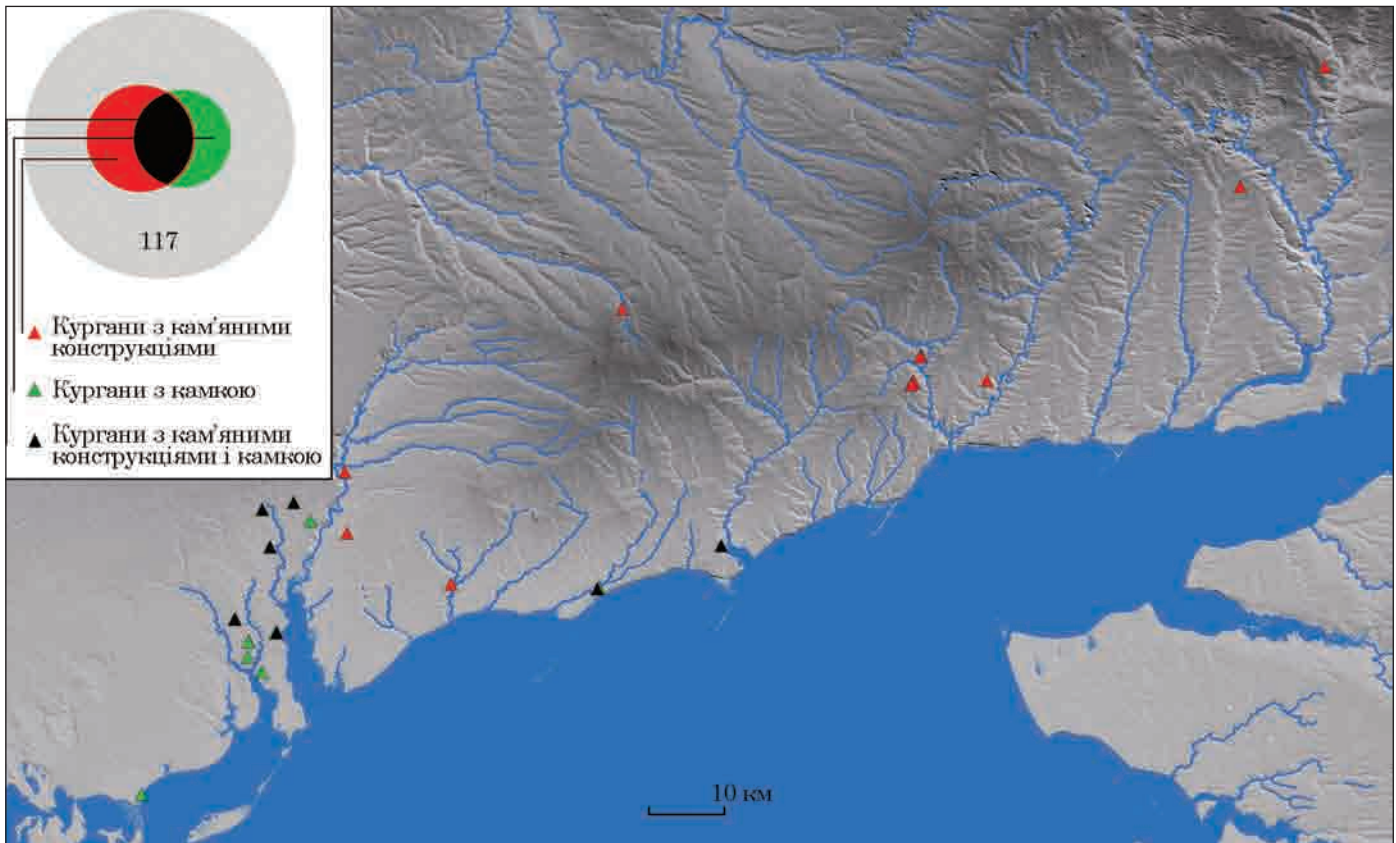 117
Кургани з кам’яними
конструкціями
Кургани з камкою
Кургани з кам’яними
конструкціями і камкою
10 км